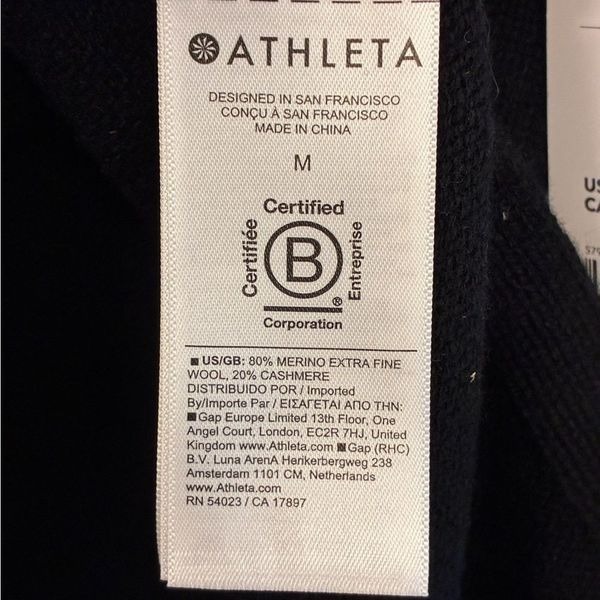 ATHLETA
DESIGNED IN SAN FRANCISCO
CONÇU À SAN FRANCISCO
MADE IN CHINA
M
Certified
Certifiée
B
Entreprise
®
Corporation
■ US/GB: 80% MERINO EXTRA FINE
WOOL, 20% CASHMERE
DISTRIBUIDO POR / Imported
By/Importe Par / ΕΙΣΑΓΕΤΑΙ ΑΠΟ ΤΗΝ:
■ Gap Europe Limited 13th Floor, One
Angel Court, London, EC2R 7HJ, United
Kingdom www.Athleta.com ■ Gap (RHC)
B.V. Luna ArenA Herikerbergweg 238
Amsterdam 1101 CM, Netherlands
www.Athleta.com
RN 54023 / CA 17897
US
CA